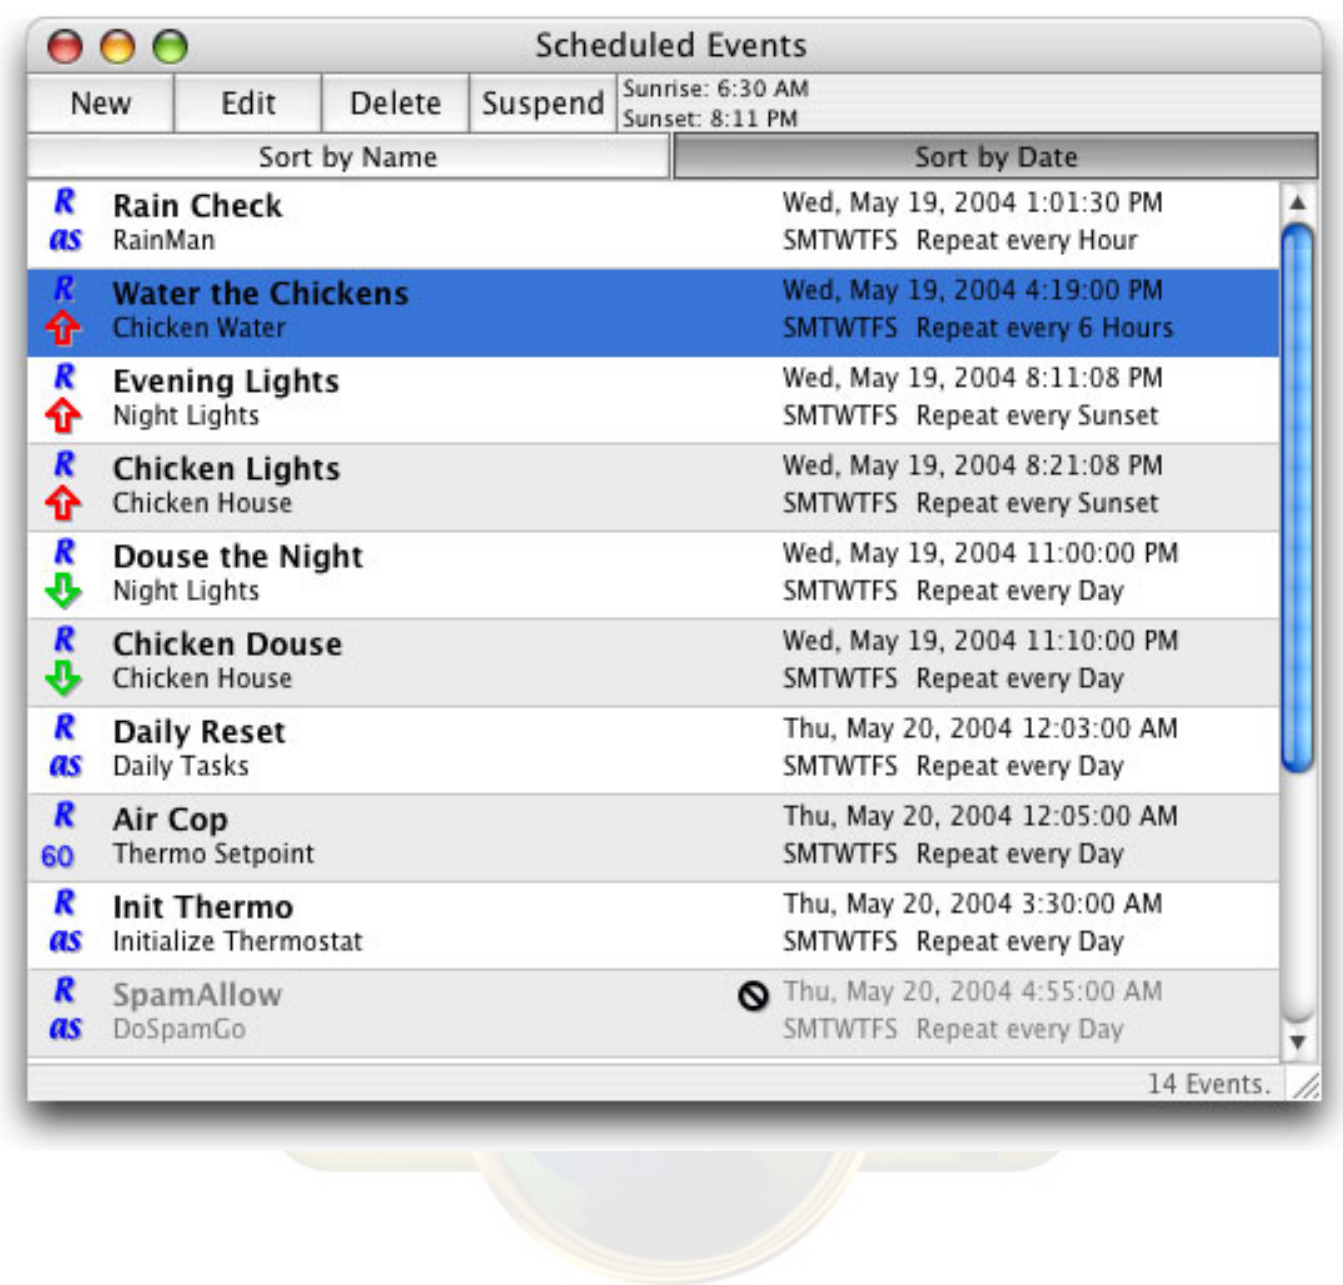 Scheduled Events
New Edit Delete Suspend Sunrise: 6:30 AM
Sunset: 8:11 PM
Sort by Name Sort by Date
R Rain Check Wed, May 19, 2004 1:01:30 PM
as RainMan SMTWTFS Repeat every Hour
R Water the Chickens Wed, May 19, 2004 4:19:00 PM
Chicken Water SMTWTFS Repeat every 6 Hours
R Evening Lights Wed, May 19, 2004 8:11:08 PM
Night Lights SMTWTFS Repeat every Sunset
R Chicken Lights Wed, May 19, 2004 8:21:08 PM
Chicken House SMTWTFS Repeat every Sunset
R Douse the Night Wed, May 19, 2004 11:00:00 PM
Night Lights SMTWTFS Repeat every Day
R Chicken Douse Wed, May 19, 2004 11:10:00 PM
Chicken House SMTWTFS Repeat every Day
R Daily Reset Thu, May 20, 2004 12:03:00 AM
as Daily Tasks SMTWTFS Repeat every Day
R Air Cop Thu, May 20, 2004 12:05:00 AM
60 Thermo Setpoint SMTWTFS Repeat every Day
R Init Thermo Thu, May 20, 2004 3:30:00 AM
as Initialize Thermostat SMTWTFS Repeat every Day
R SpamAllow Thu, May 20, 2004 4:55:00 AM
as DoSpamGo SMTWTFS Repeat every Day
14 Events.